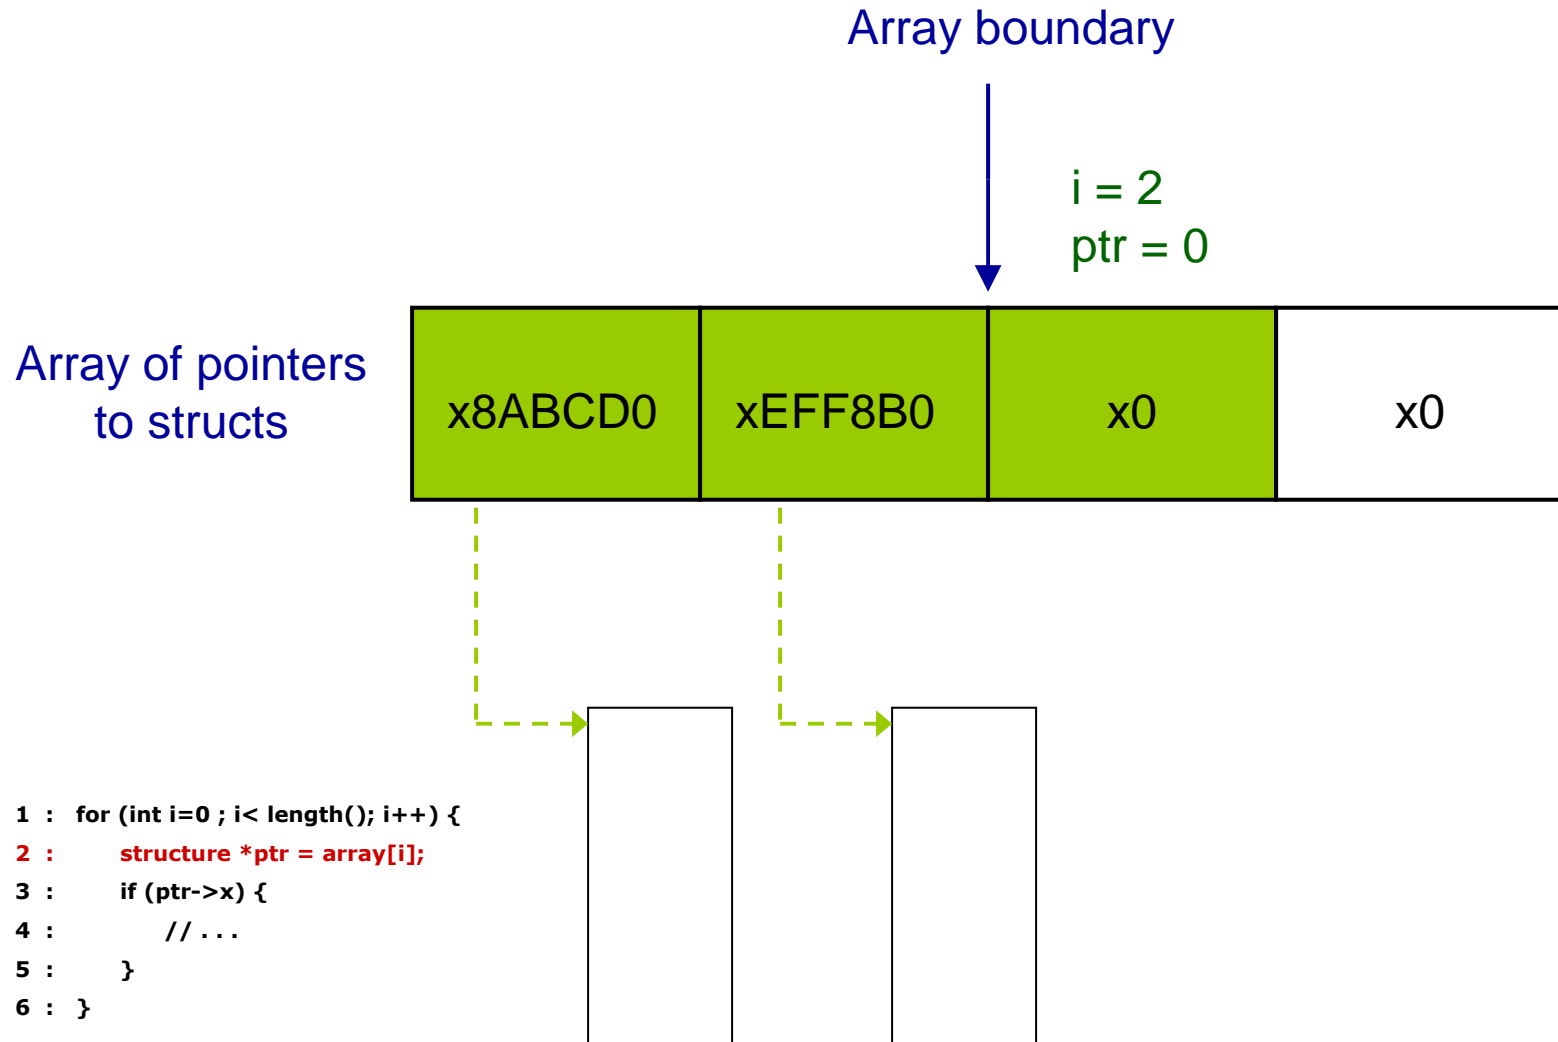 Array boundary
i = 2
ptr = 0
Array of pointers
to structs
x8ABCD0
xEFF8B0
x0
x0
1 : for (int i=0 ; i< length(); i++) {
2 : structure *ptr = array[i];
3 : if (ptr->x) {
4 : // . . .
5 : }
6 : }